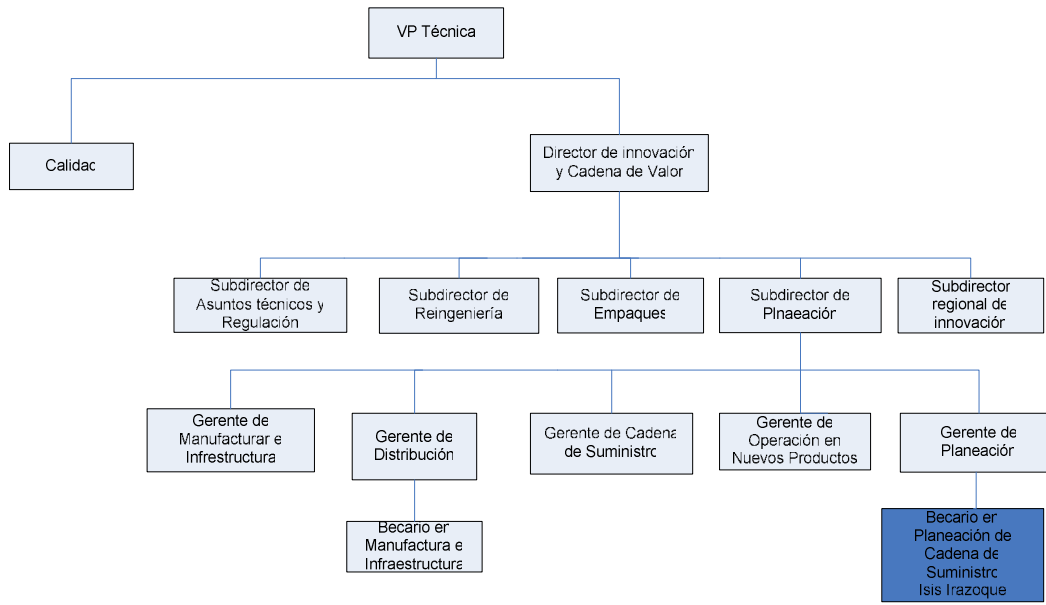 VP Técnica
Calidad
Director de innovación
y Cadena de Valor
Subdirector de
Asuntos técnicos y
Regulación
Subdirector de
Reingeniería
Subdirector de
Empaques
Subdirector de
Plnaeación
Subdirector
regional de
innovación
Gerente de
Manufacturar e
Infrestructura
Gerente de
Distribución
Gerente de Cadena
de Suministro
Gerente de
Operación en
Nuevos Productos
Gerente de
Planeación
Becario en
Manufactura e
Infraestructura
Becario en
Planeación de
Cadena de
Suministro
Isis Irazoque